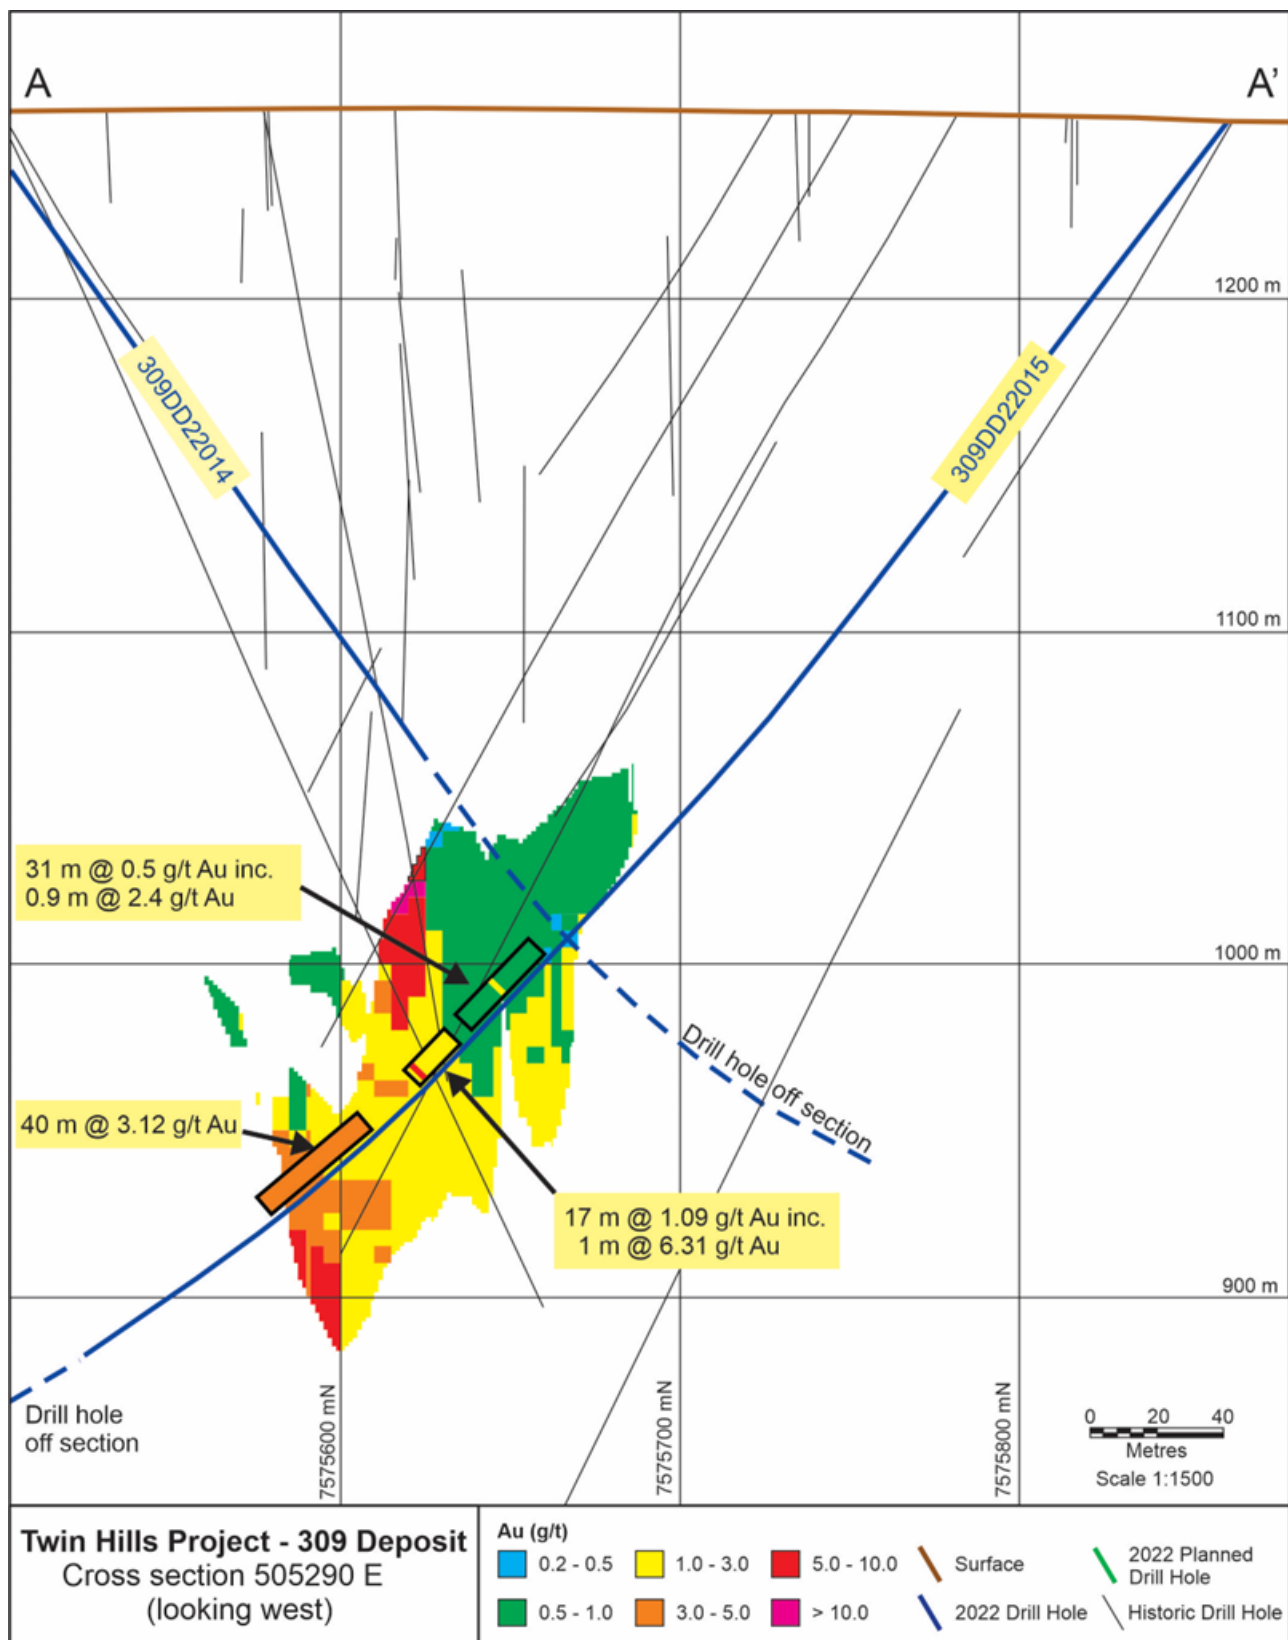 A
A'
1200 m
309DD22014
309DD22015
1100 m
31 m @ 0.5 g/t Au inc.
0.9 m @ 2.4 g/t Au
1000 m
Drill hole off section
40 m @ 3.12 g/t Au
17 m @ 1.09 g/t Au inc.
1 m @ 6.31 g/t Au
900 m
Drill hole
off section
7575600 mN
7575700 mN
7575800 mN
0 20 40
Metres
Scale 1:1500
Twin Hills Project - 309 Deposit
Cross section 505290 E
(looking west)
Au (g/t)
0.2 - 0.5
1.0 - 3.0
5.0 - 10.0
0.5 - 1.0
3.0 - 5.0
> 10.0
Surface
2022 Planned
Drill Hole
2022 Drill Hole
Historic Drill Hole